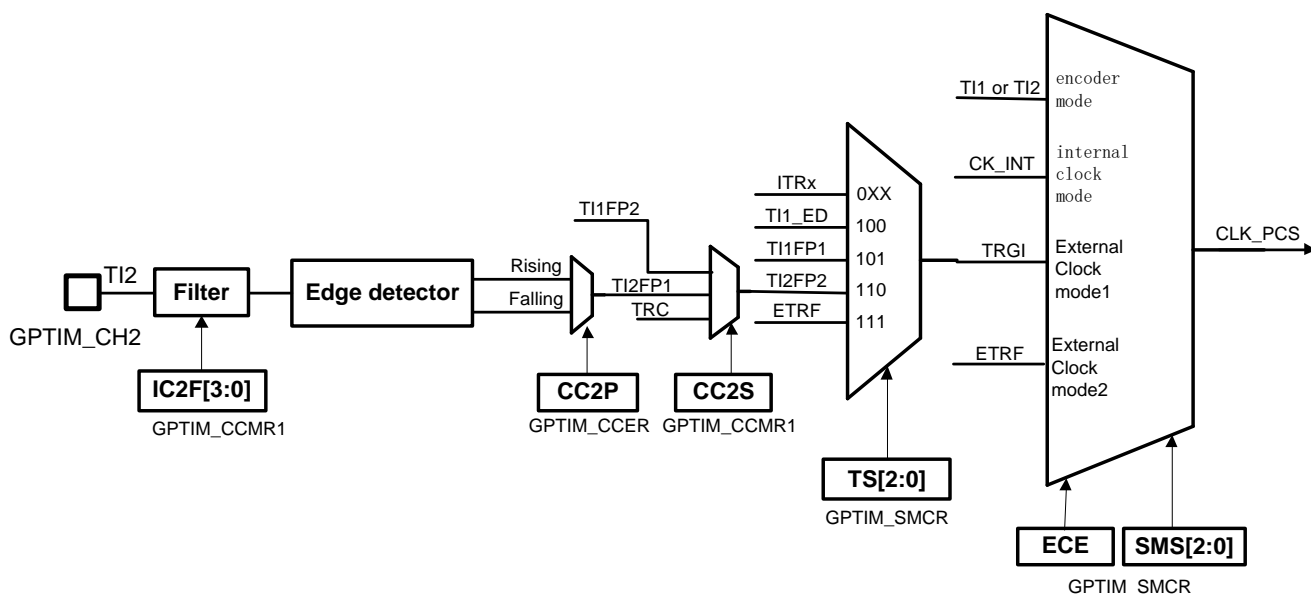 TI2
GPTIM_CH2
Filter
IC2F[3:0]
GPTIM_CCMR1
Edge detector
Rising
Falling
CC2P
GPTIM_CCER
TI1FP2
TI2FP1
TRC
CC2S
GPTIM_CCMR1
ITRx
TI1_ED
TI1FP1
TI2FP2
ETRF
0XX
100
101
110
111
TS[2:0]
GPTIM_SMCR
TI1 or TI2
CK_INT
TRGI
ETRF
encoder
mode
internal
clock
mode
External
Clock
mode1
External
Clock
mode2
ECE
SMS[2:0]
GPTIM_SMCR
CLK_PCS